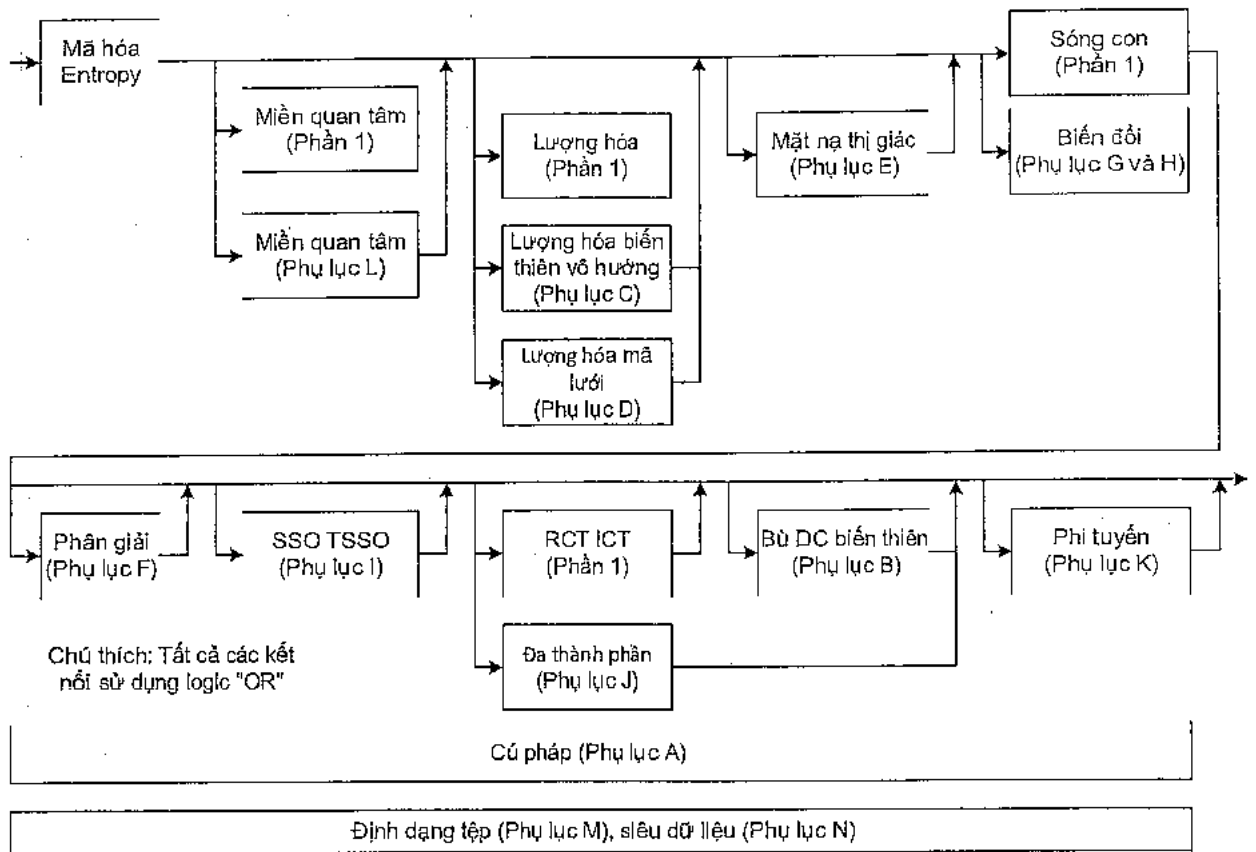 Mã hóa
Entropy
Miền quan tâm
(Phần 1)
Miền quan tâm
(Phụ lục L)
Lượng hóa
(Phần 1)
Lượng hóa biến
thiên vô hướng
(Phụ lục C)
Lượng hóa mã
lưới
(Phụ lục D)
Mặt nạ thị giác
(Phụ lục E)
Sóng con
(Phần 1)
Biến đổi
(Phụ lục G và H)
Phân giải
(Phụ lục F)
SSO TSSO
(Phụ lục I)
RCT ICT
(Phần 1)
Đa thành phần
(Phụ lục J)
Bù DC biến thiên
(Phụ lục B)
Phi tuyến
(Phụ lục K)
Chú thích: Tất cả các kết
nối sử dụng logic "OR"
Cú pháp (Phụ lục A)
Định dạng tệp (Phụ lục M), siêu dữ liệu (Phụ lục N)